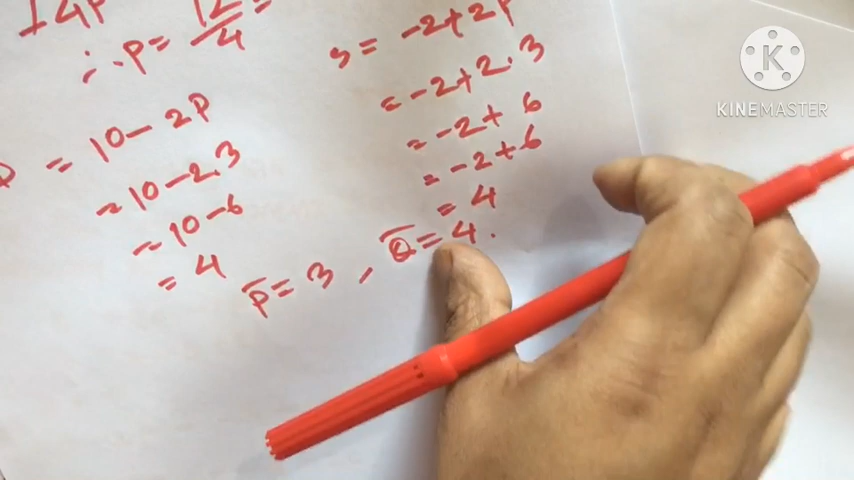 14P
∴ P = 12/4 =
= 10 - 2P
= 10 - 2.3
= 10 - 6
= 4
s = -2+2P
= -2+2.3
= -2+ 6
= -2+6
= 4
P̅ = 3 , Q̅ = 4.
KINEMASTER